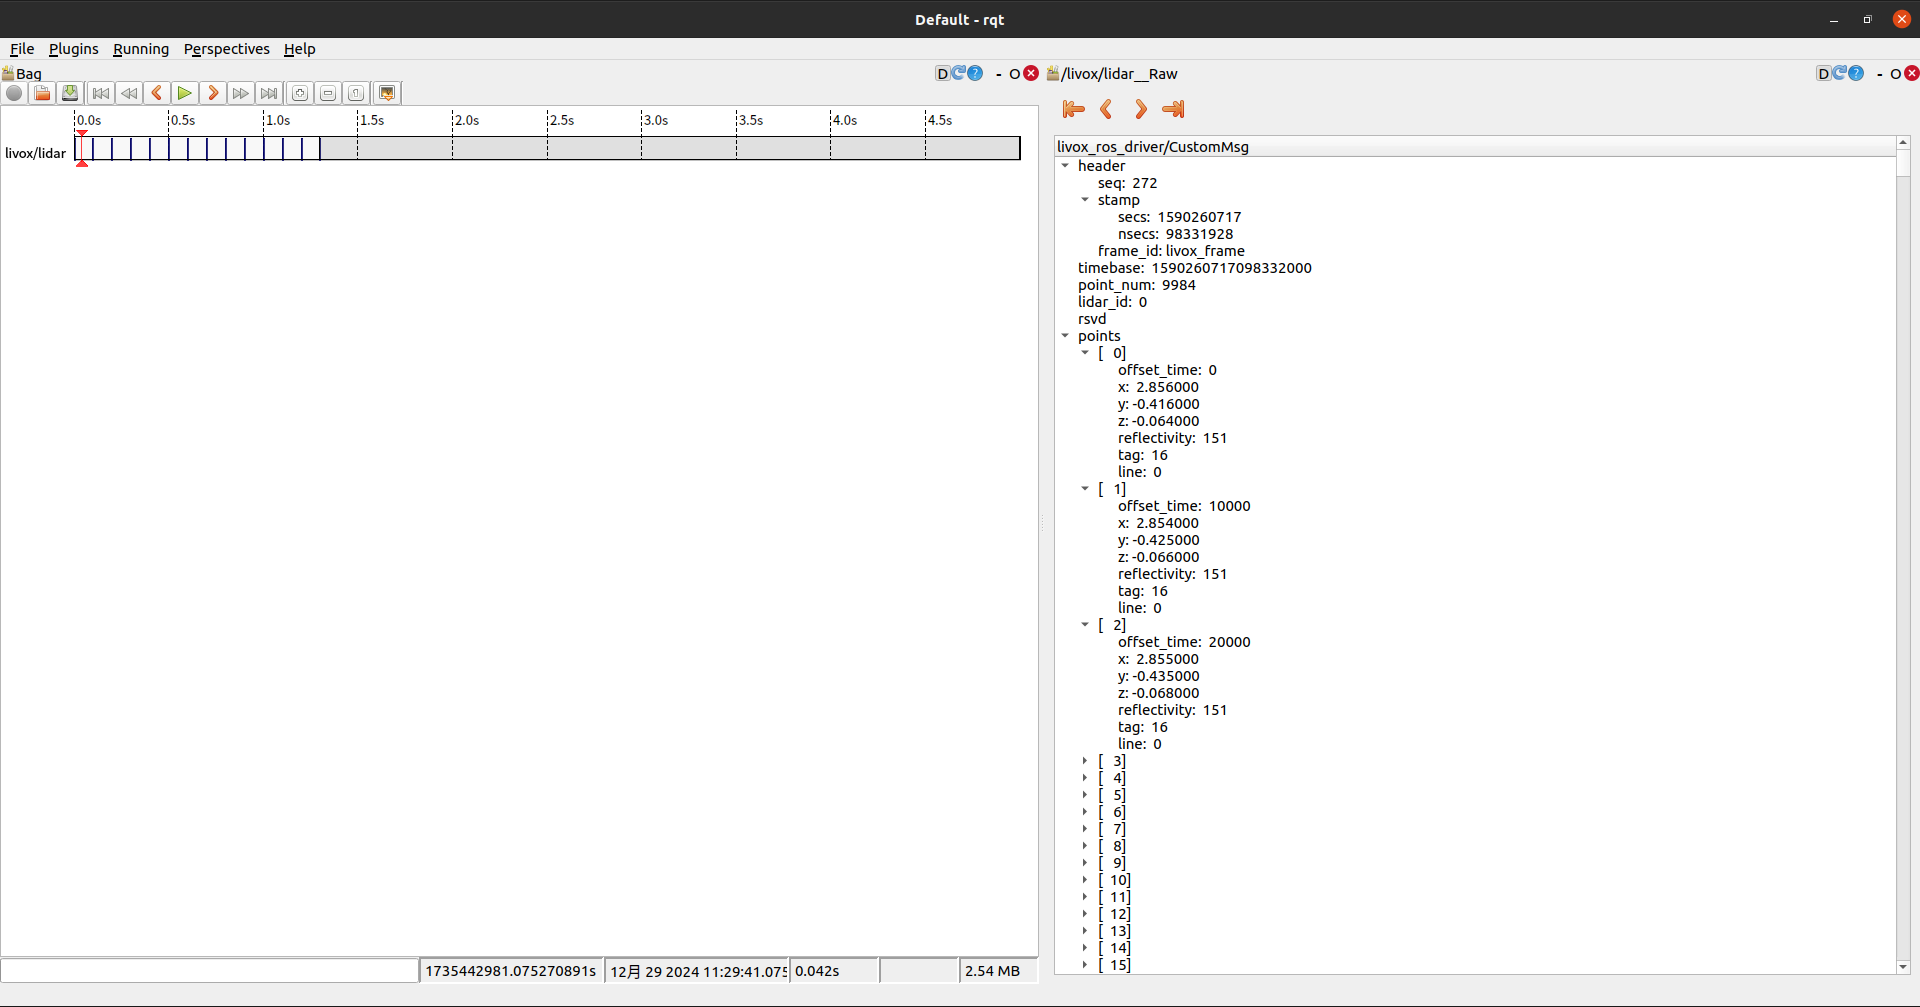 Default - rqt
File Plugins Running Perspectives Help
Bag
D ? - O
/livox/lidar__Raw
D ? - O
0.0s 0.5s 1.0s 1.5s 2.0s 2.5s 3.0s 3.5s 4.0s 4.5s
livox/lidar
livox_ros_driver/CustomMsg
header
seq: 272
stamp
secs: 1590260717
nsecs: 98331928
frame_id: livox_frame
timebase: 1590260717098332000
point_num: 9984
lidar_id: 0
rsvd
points
[ 0]
offset_time: 0
x: 2.856000
y: -0.416000
z: -0.064000
reflectivity: 151
tag: 16
line: 0
[ 1]
offset_time: 10000
x: 2.854000
y: -0.425000
z: -0.066000
reflectivity: 151
tag: 16
line: 0
[ 2]
offset_time: 20000
x: 2.855000
y: -0.435000
z: -0.068000
reflectivity: 151
tag: 16
line: 0
[ 3]
[ 4]
[ 5]
[ 6]
[ 7]
[ 8]
[ 9]
[ 10]
[ 11]
[ 12]
[ 13]
[ 14]
[ 15]
1735442981.075270891s 12月 29 2024 11:29:41.075 0.042s 2.54 MB